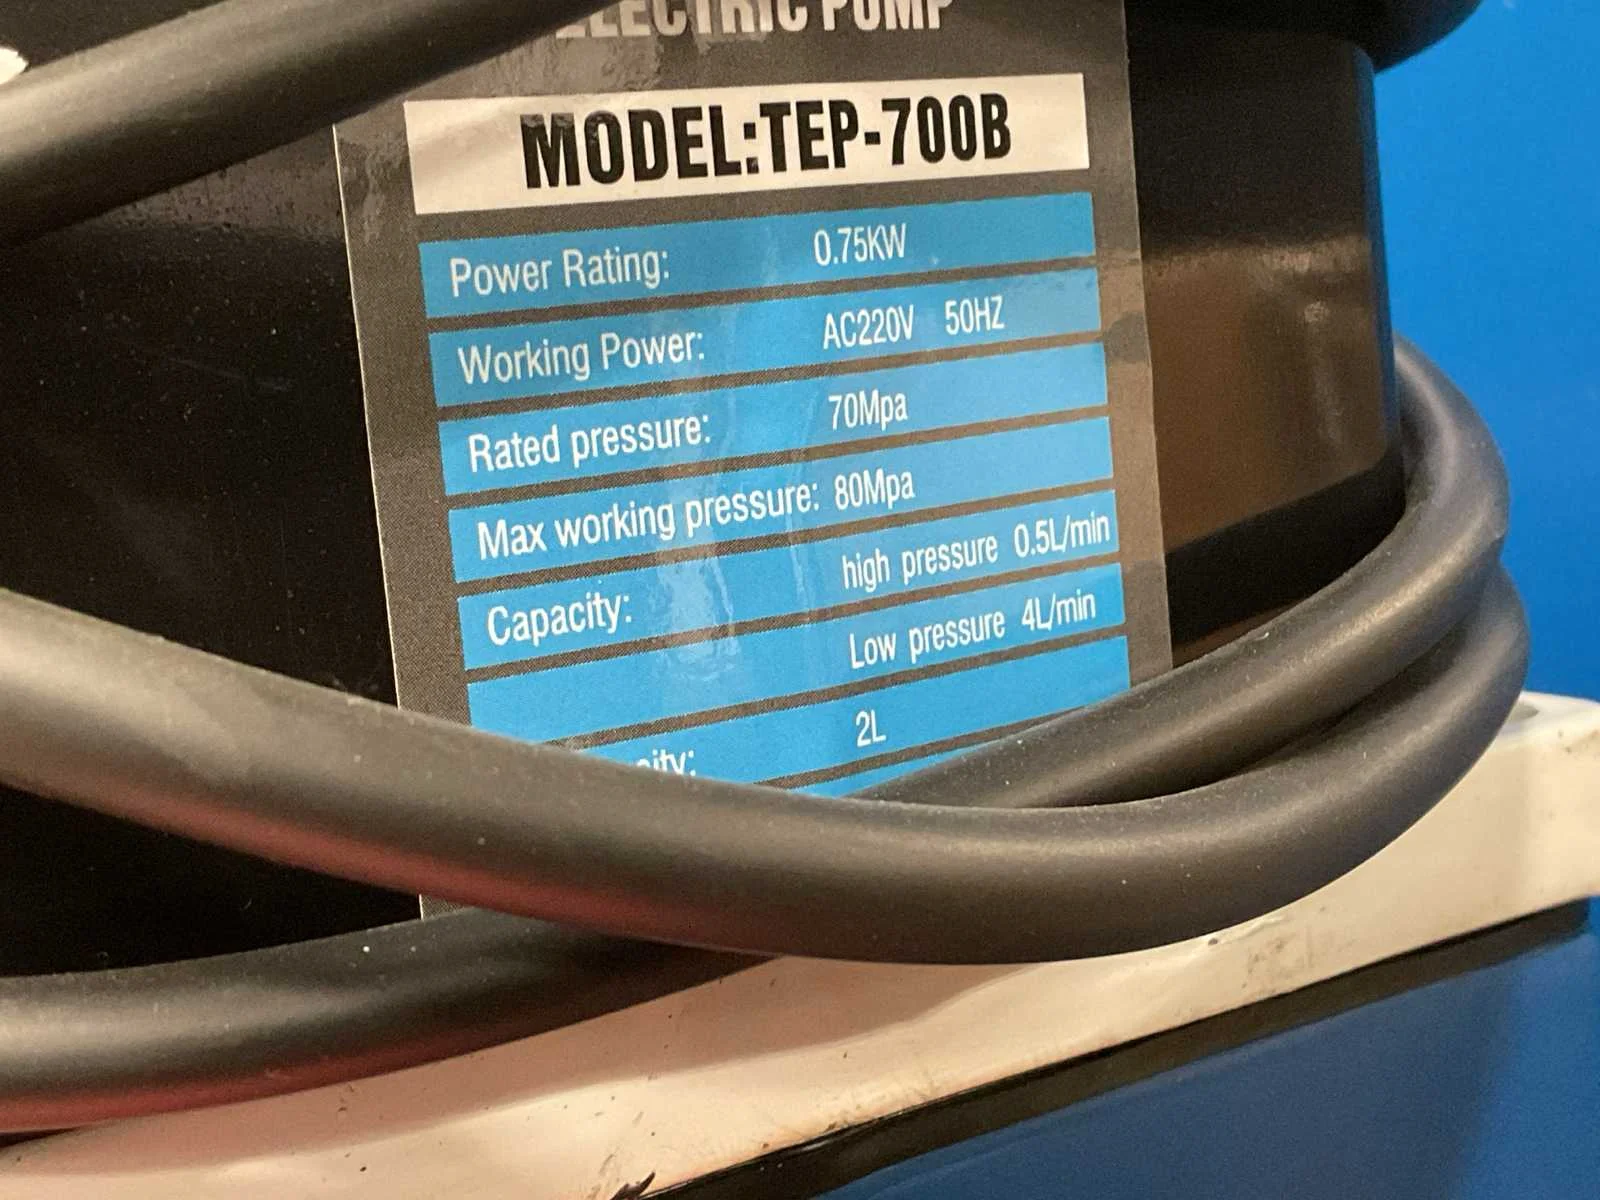 ELECTRIC PUMP
MODEL:TEP-700B
Power Rating: 0.75KW
Working Power: AC220V 50HZ
Rated pressure: 70Mpa
Max working pressure: 80Mpa
Capacity: high pressure 0.5L/min
Low pressure 4L/min
2L